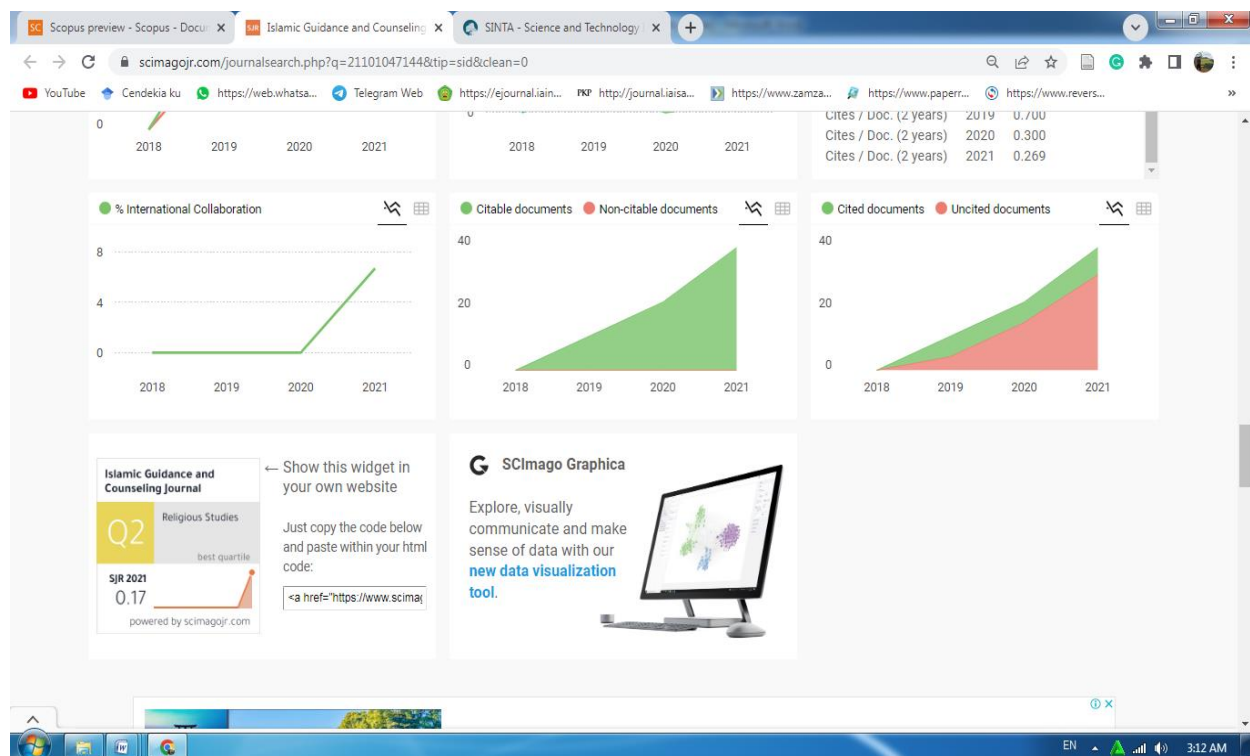 Scopus preview - Scopus - Docur
Islamic Guidance and Counseling
SINTA - Science and Technology
scimagojr.com/journalsearch.php?q=21101047144&tip=sid&clean=0
YouTube
Cendekia ku
https://web.whatsa...
Telegram Web
https://ejournal.iain...
PKP http://journal.iaisa...
https://www.zamza...
https://www.paperr...
https://www.revers...
»
0
2018 2019 2020 2021
0
2018 2019 2020 2021
Cites / Doc. (2 years) 2019 0.700
Cites / Doc. (2 years) 2020 0.300
Cites / Doc. (2 years) 2021 0.269
% International Collaboration
8
4
0
2018 2019 2020 2021
Citable documents Non-citable documents
40
20
0
2018 2019 2020 2021
Cited documents Uncited documents
40
20
0
2018 2019 2020 2021
Islamic Guidance and
Counseling Journal
Q2
Religious Studies
best quartile
SJR 2021
0.17
powered by scimagojr.com
← Show this widget in
your own website
Just copy the code below
and paste within your html
code:
<a href="https://www.scimag
SCImago Graphica
Explore, visually
communicate and make
sense of data with our
new data visualization
tool.
EN
3:12 AM